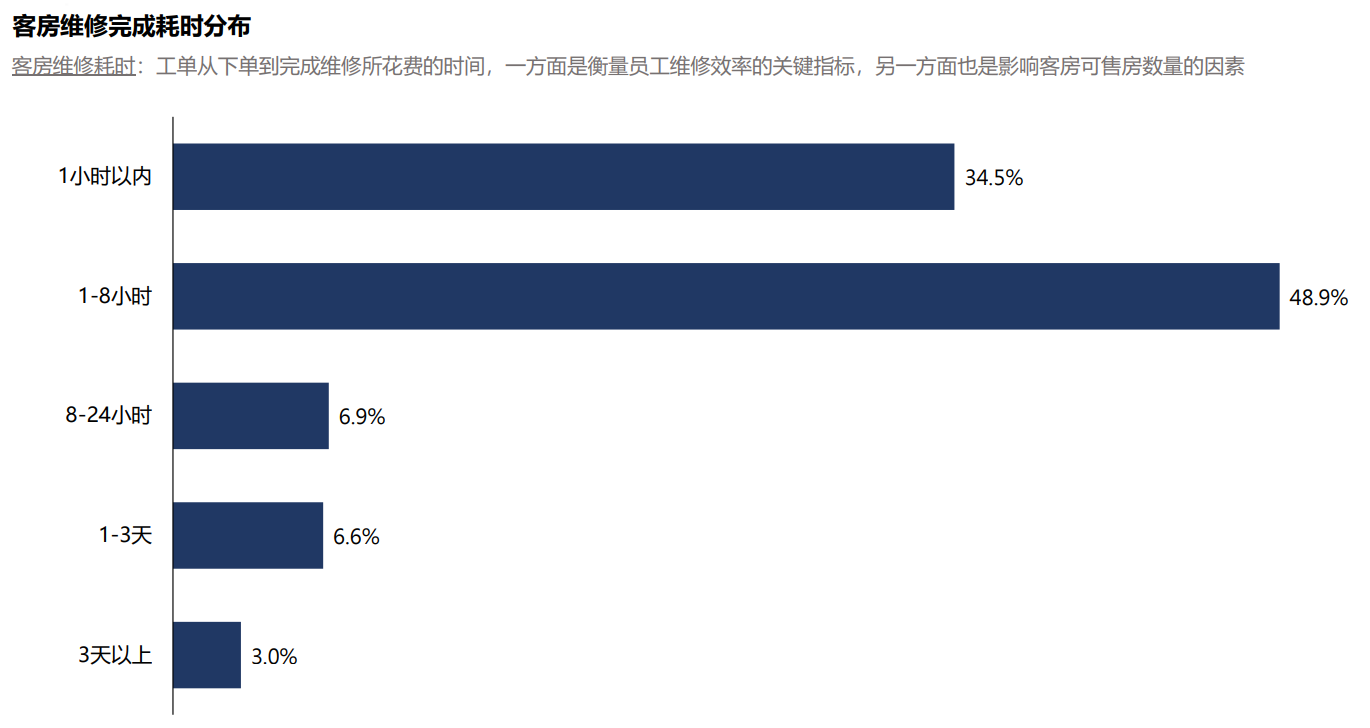 客房维修完成耗时分布
客房维修耗时：工单从下单到完成维修所花费的时间，一方面是衡量员工维修效率的关键指标，另一方面也是影响客房可售房数量的因素
1小时以内 34.5%
1-8小时 48.9%
8-24小时 6.9%
1-3天 6.6%
3天以上 3.0%